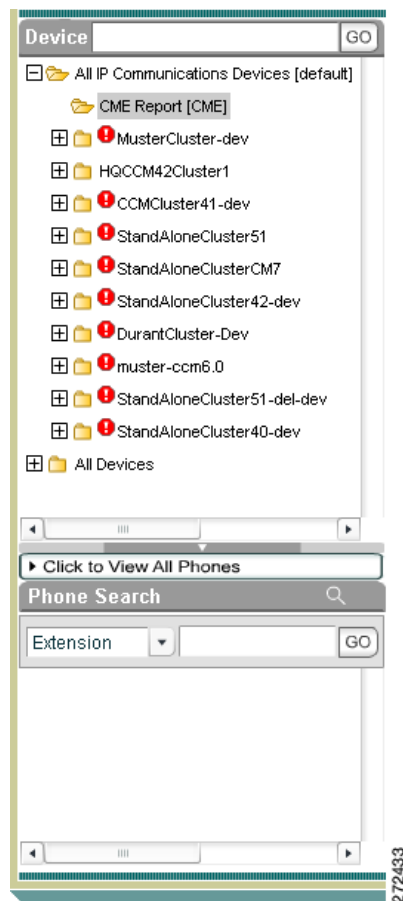 Device GO
All IP Communications Devices [default]
CME Report [CME]
MusterCluster-dev
HQCCM42Cluster1
CCMCluster41-dev
StandAloneCluster51
StandAloneClusterCM7
StandAloneCluster42-dev
DurantCluster-Dev
muster-ccm6.0
StandAloneCluster51-del-dev
StandAloneCluster40-dev
All Devices
Click to View All Phones
Phone Search
Extension GO
272433